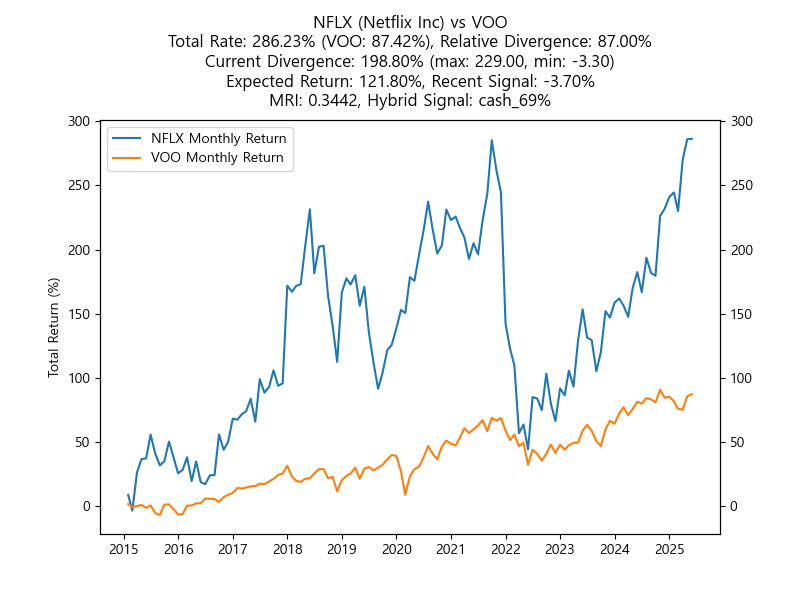 NFLX (Netflix Inc) vs VOO
Total Rate: 286.23% (VOO: 87.42%), Relative Divergence: 87.00%
Current Divergence: 198.80% (max: 229.00, min: -3.30)
Expected Return: 121.80%, Recent Signal: -3.70%
MRI: 0.3442, Hybrid Signal: cash_69%
NFLX Monthly Return
VOO Monthly Return
Total Return (%)
300
250
200
150
100
50
0
300
250
200
150
100
50
0
2015 2016 2017 2018 2019 2020 2021 2022 2023 2024 2025